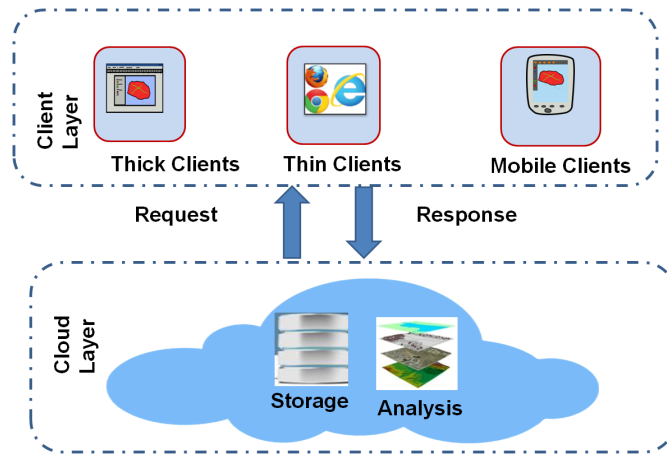 Client
Layer
Thick Clients
Thin Clients
Mobile Clients
Request
Response
Cloud
Layer
Storage
Analysis